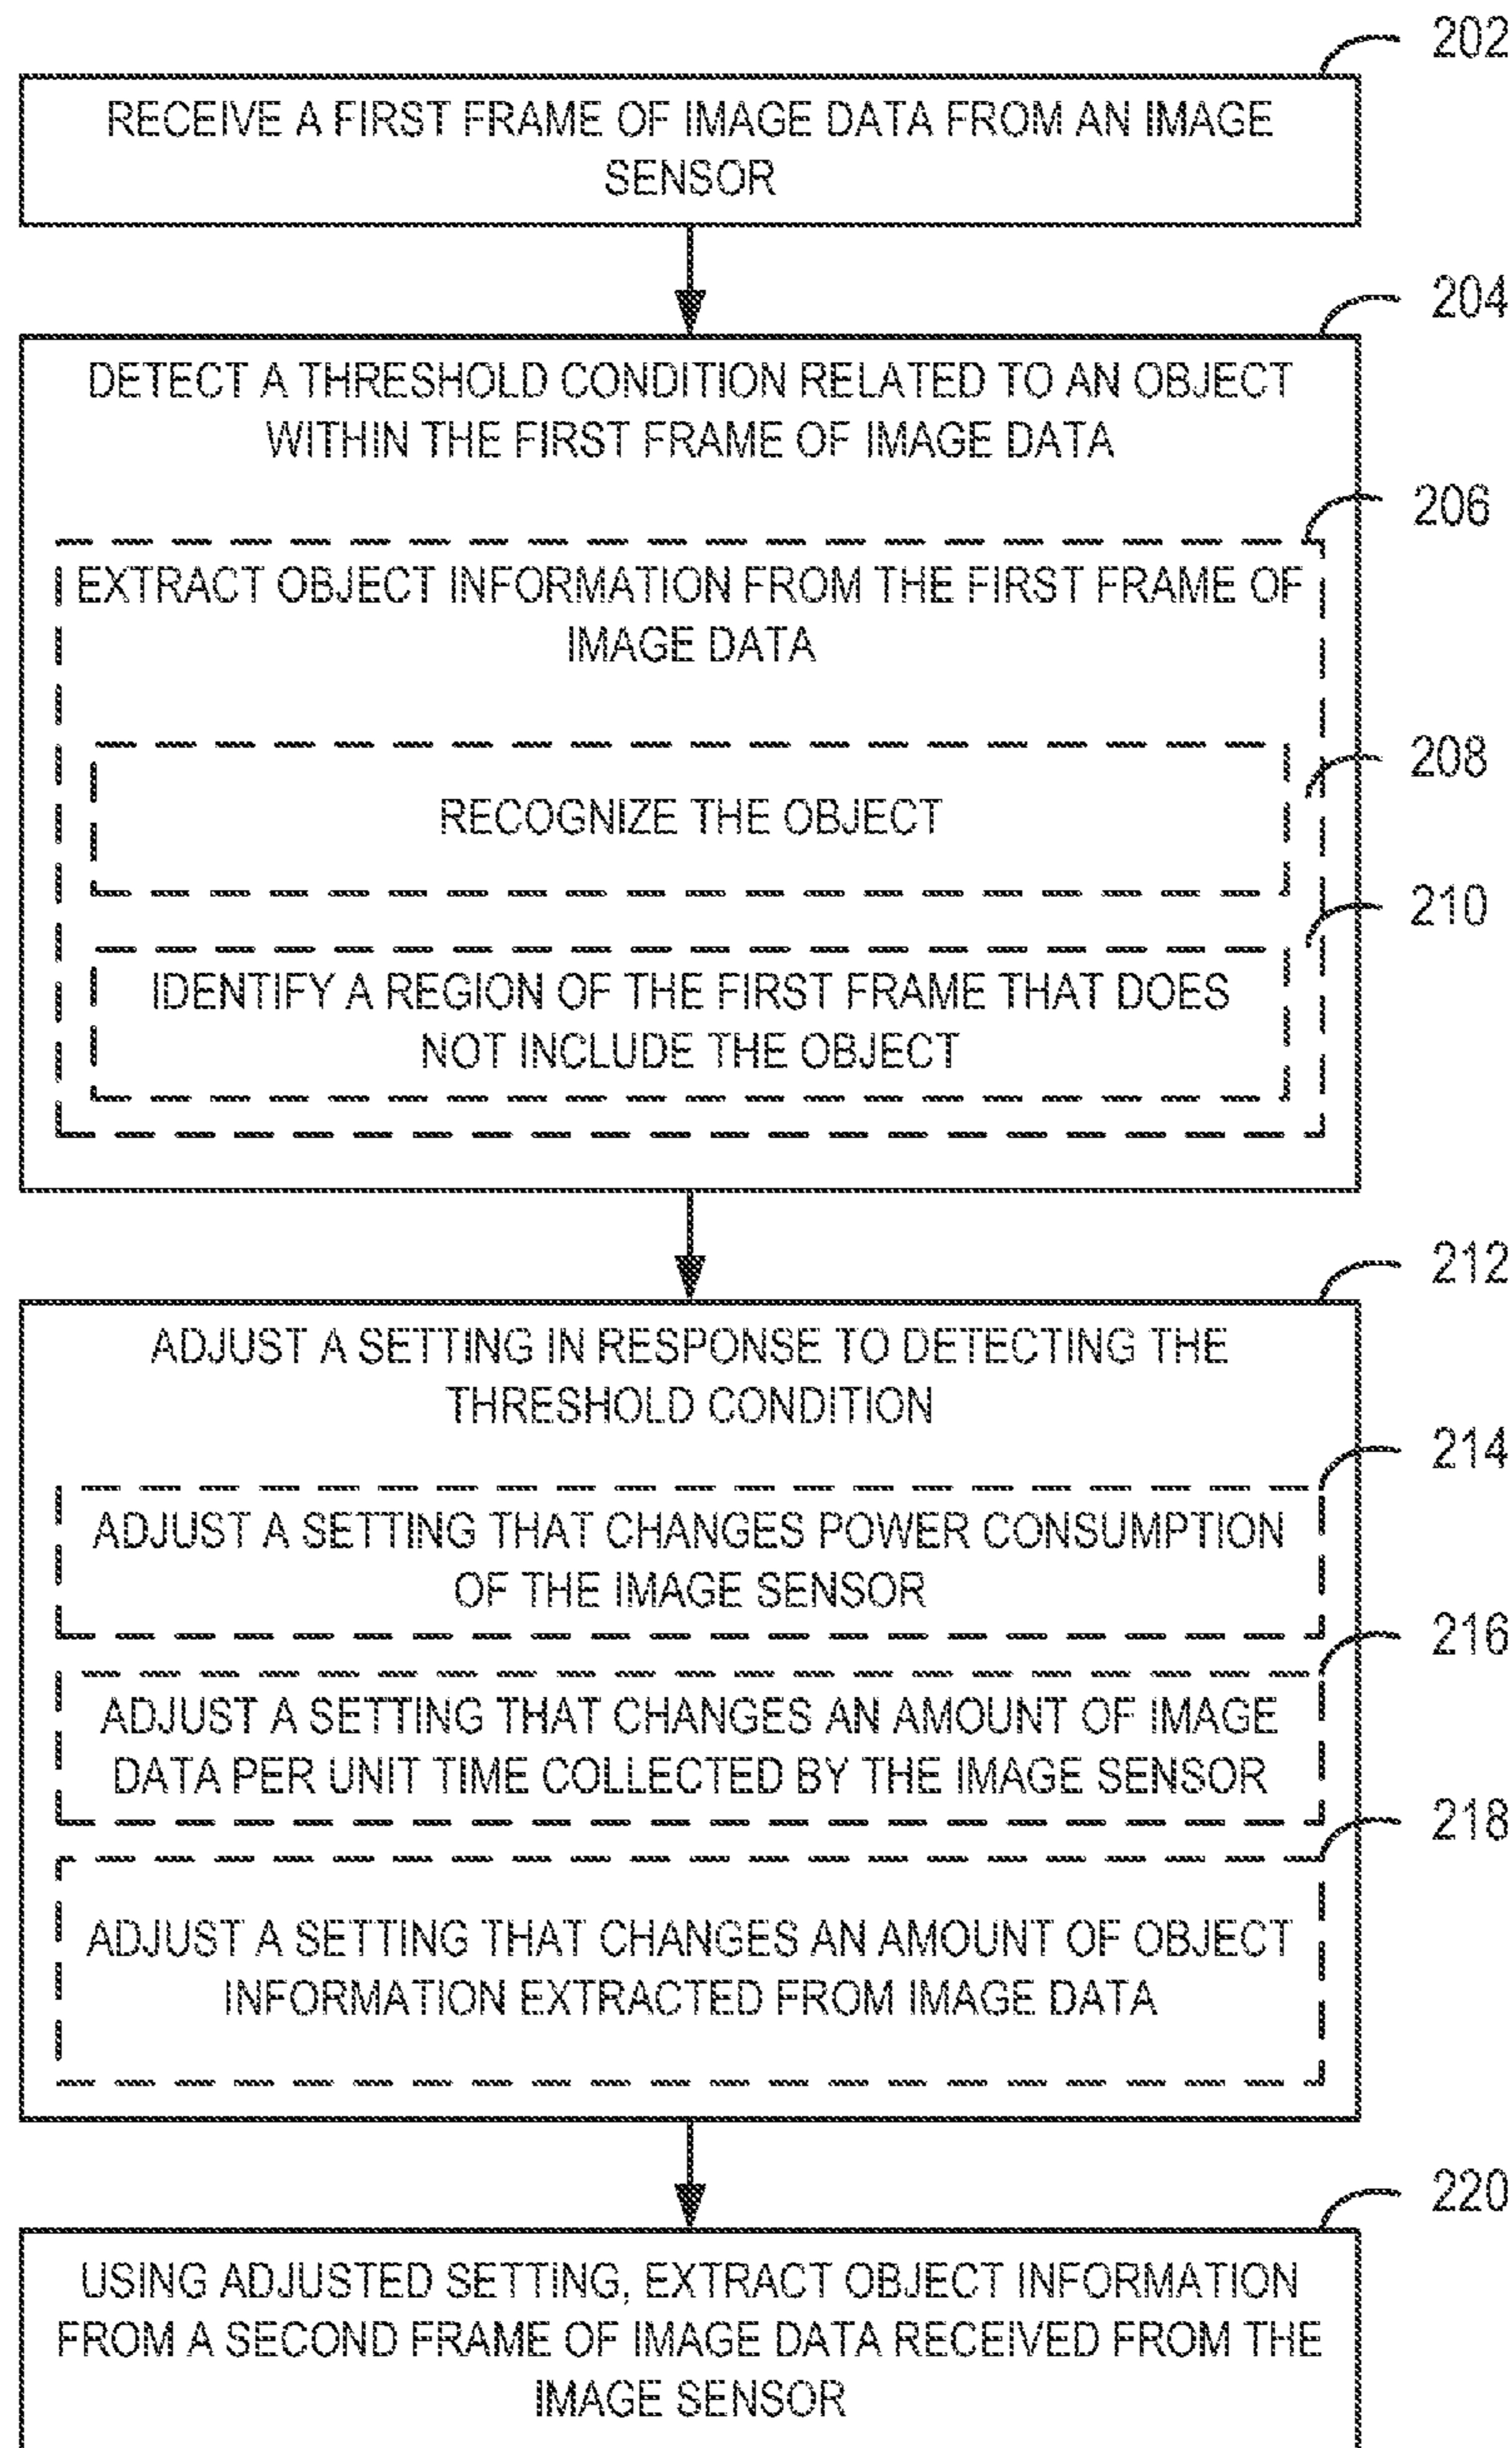 202
RECEIVE A FIRST FRAME OF IMAGE DATA FROM AN IMAGE
SENSOR
204
DETECT A THRESHOLD CONDITION RELATED TO AN OBJECT
WITHIN THE FIRST FRAME OF IMAGE DATA
206
EXTRACT OBJECT INFORMATION FROM THE FIRST FRAME OF
IMAGE DATA
208
RECOGNIZE THE OBJECT
210
IDENTIFY A REGION OF THE FIRST FRAME THAT DOES
NOT INCLUDE THE OBJECT
212
ADJUST A SETTING IN RESPONSE TO DETECTING THE
THRESHOLD CONDITION
214
ADJUST A SETTING THAT CHANGES POWER CONSUMPTION
OF THE IMAGE SENSOR
216
ADJUST A SETTING THAT CHANGES AN AMOUNT OF IMAGE
DATA PER UNIT TIME COLLECTED BY THE IMAGE SENSOR
218
ADJUST A SETTING THAT CHANGES AN AMOUNT OF OBJECT
INFORMATION EXTRACTED FROM IMAGE DATA
220
USING ADJUSTED SETTING, EXTRACT OBJECT INFORMATION
FROM A SECOND FRAME OF IMAGE DATA RECEIVED FROM THE
IMAGE SENSOR